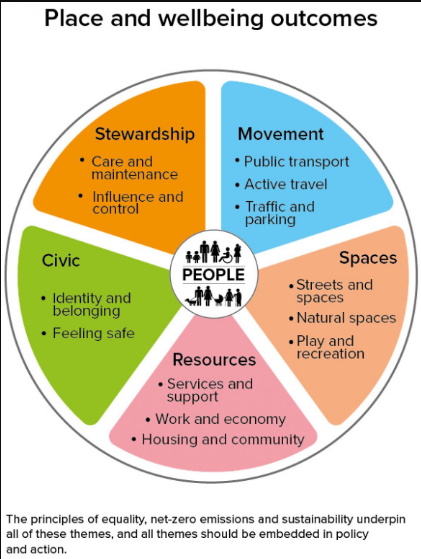 Place and wellbeing outcomes
Stewardship
• Care and
maintenance
• Influence and
control
Movement
• Public transport
• Active travel
• Traffic and
parking
Civic
• Identity and
belonging
• Feeling safe
PEOPLE
Spaces
• Streets and
spaces
• Natural spaces
• Play and
recreation
Resources
• Services and
support
• Work and economy
• Housing and community
The principles of equality, net-zero emissions and sustainability underpin
all of these themes, and all themes should be embedded in policy
and action.